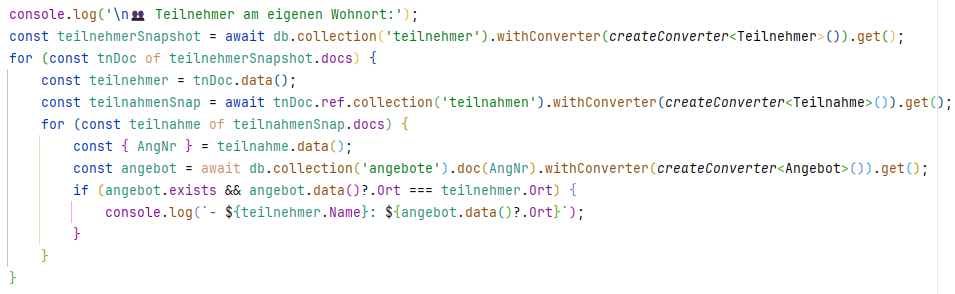 console.log('\n👥 Teilnehmer am eigenen Wohnort:');
const teilnehmerSnapshot = await db.collection('teilnehmer').withConverter(createConverter<Teilnehmer>()).get();
for (const tnDoc of teilnehmerSnapshot.docs) {
    const teilnehmer = tnDoc.data();
    const teilnahmenSnap = await tnDoc.ref.collection('teilnahmen').withConverter(createConverter<Teilnahme>()).get();
    for (const teilnahme of teilnahmenSnap.docs) {
        const { AngNr } = teilnahme.data();
        const angebot = await db.collection('angebote').doc(AngNr).withConverter(createConverter<Angebot>()).get();
        if (angebot.exists && angebot.data()?.Ort === teilnehmer.Ort) {
            console.log(`- ${teilnehmer.Name}: ${angebot.data()?.Ort}`);
        }
    }
}